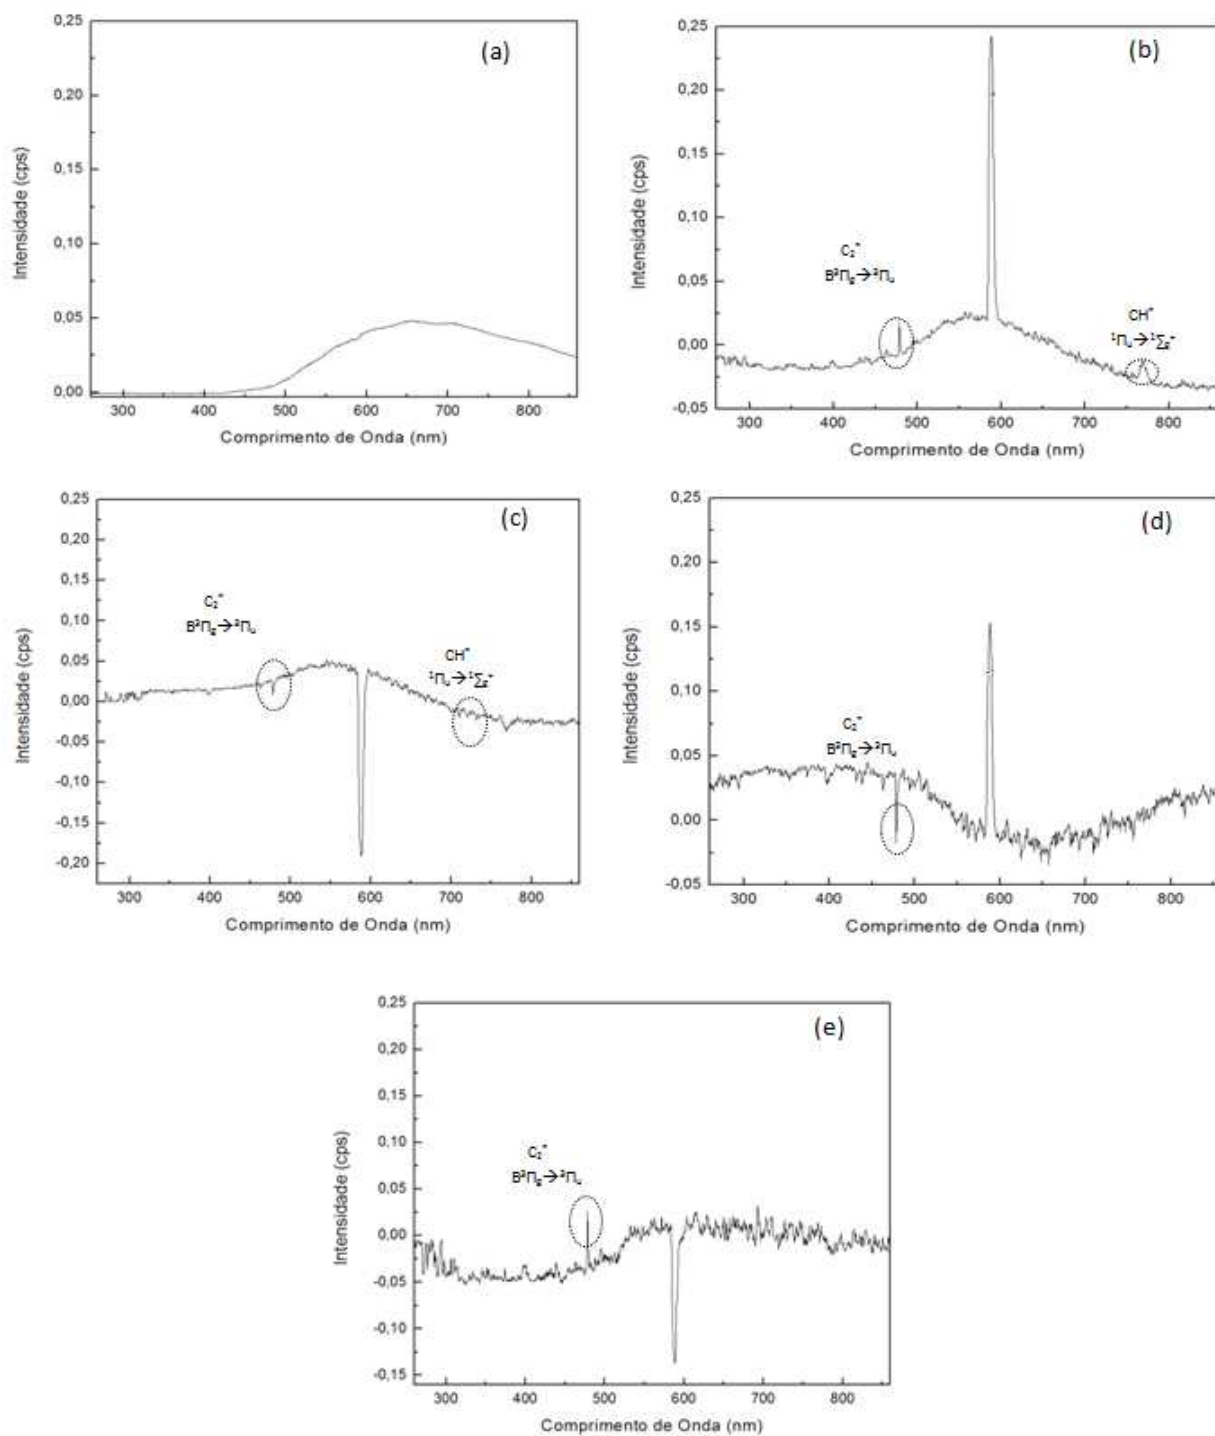 (a)
Intensidade (cps)
0,25
0,20
0,15
0,10
0,05
0.00
300 400 500 600 700 800
Comprimento de Onda (nm)
(b)
Intensidade (cps)
0,25
0,20
0,15
0,10
0,05
0,00
-0,05
C₂*
B³Πg→³Πu
CH*
¹Πu→¹Σg⁺
300 400 500 600 700 800
Comprimento de Onda (nm)
(c)
Intensidade (cps)
0,25
0,20
0,15
0,10
0,05
0,00
-0,05
-0,10
-0,15
-0,20
C₂*
B³Πg→³Πu
CH*
¹Πu→¹Σg⁺
300 400 500 600 700 800
Comprimento de Onda (nm)
(d)
Intensidade (cps)
0,25
0,20
0,15
0,10
0,05
0,00
-0,05
C₂*
B³Πg→³Πu
300 400 500 600 700 800
Comprimento de Onda (nm)
(e)
Intensidade (cps)
0,25
0,20
0,15
0,10
0,05
0,00
-0,05
-0,10
-0,15
C₂*
B³Πg→³Πu
300 400 500 600 700 800
Comprimento de Onda (nm)